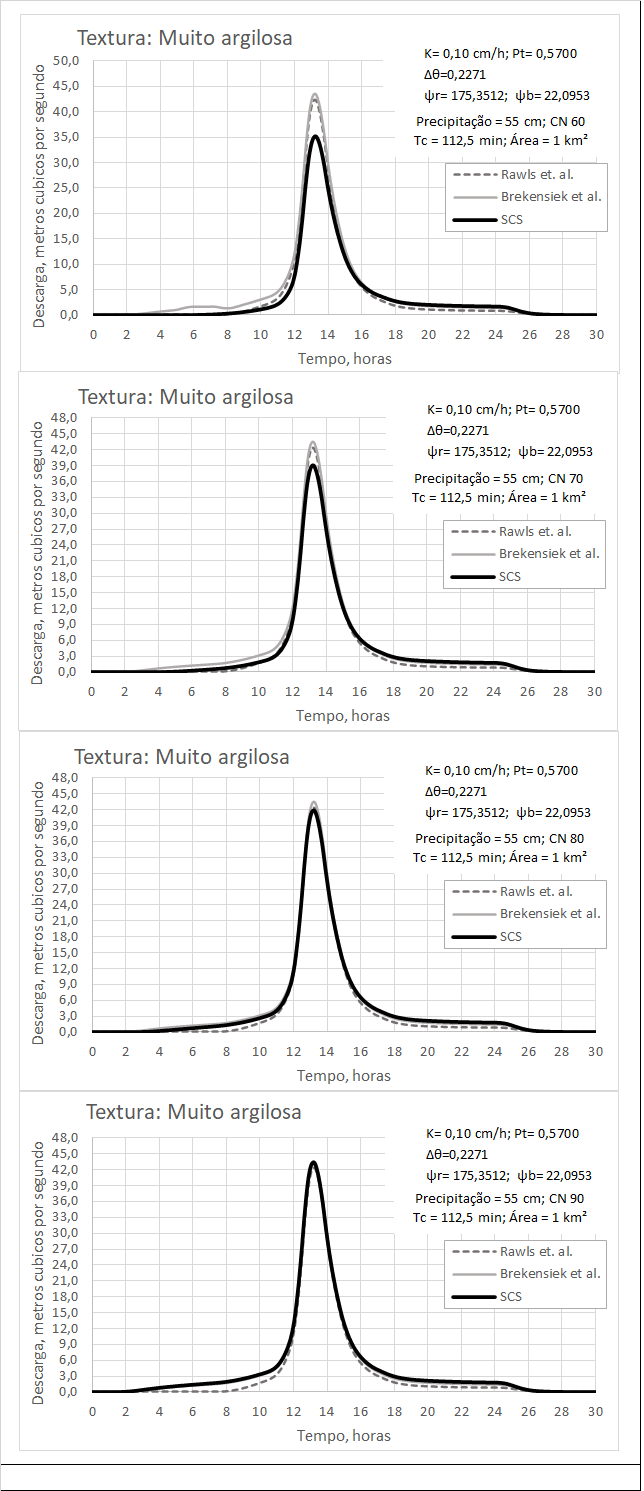 Textura: Muito argilosa
K= 0,10 cm/h; Pt= 0,5700
Δθ=0,2271
ψr= 175,3512;  ψb= 22,0953
Precipitação = 55 cm; CN 60
Tc = 112,5 min; Área = 1 km²
Rawls et. al.
Brekensiek et al.
SCS
Descarga, metros cubicos por segundo
50,0
45,0
40,0
35,0
30,0
25,0
20,0
15,0
10,0
5,0
0,0
0 2 4 6 8 10 12 14 16 18 20 22 24 26 28 30
Tempo, horas
Textura: Muito argilosa
K= 0,10 cm/h; Pt= 0,5700
Δθ=0,2271
ψr= 175,3512;  ψb= 22,0953
Precipitação = 55 cm; CN 70
Tc = 112,5 min; Área = 1 km²
Rawls et. al.
Brekensiek et al.
SCS
Descarga, metros cubicos por segundo
48,0
45,0
42,0
39,0
36,0
33,0
30,0
27,0
24,0
21,0
18,0
15,0
12,0
9,0
6,0
3,0
0,0
0 2 4 6 8 10 12 14 16 18 20 22 24 26 28 30
Tempo, horas
Textura: Muito argilosa
K= 0,10 cm/h; Pt= 0,5700
Δθ=0,2271
ψr= 175,3512;  ψb= 22,0953
Precipitação = 55 cm; CN 80
Tc = 112,5 min; Área = 1 km²
Rawls et. al.
Brekensiek et al.
SCS
Descarga, metros cubicos por segundo
48,0
45,0
42,0
39,0
36,0
33,0
30,0
27,0
24,0
21,0
18,0
15,0
12,0
9,0
6,0
3,0
0,0
0 2 4 6 8 10 12 14 16 18 20 22 24 26 28 30
Tempo, horas
Textura: Muito argilosa
K= 0,10 cm/h; Pt= 0,5700
Δθ=0,2271
ψr= 175,3512;  ψb= 22,0953
Precipitação = 55 cm; CN 90
Tc = 112,5 min; Área = 1 km²
Rawls et. al.
Brekensiek et al.
SCS
Descarga, metros cubicos por segundo
48,0
45,0
42,0
39,0
36,0
33,0
30,0
27,0
24,0
21,0
18,0
15,0
12,0
9,0
6,0
3,0
0,0
0 2 4 6 8 10 12 14 16 18 20 22 24 26 28 30
Tempo, horas